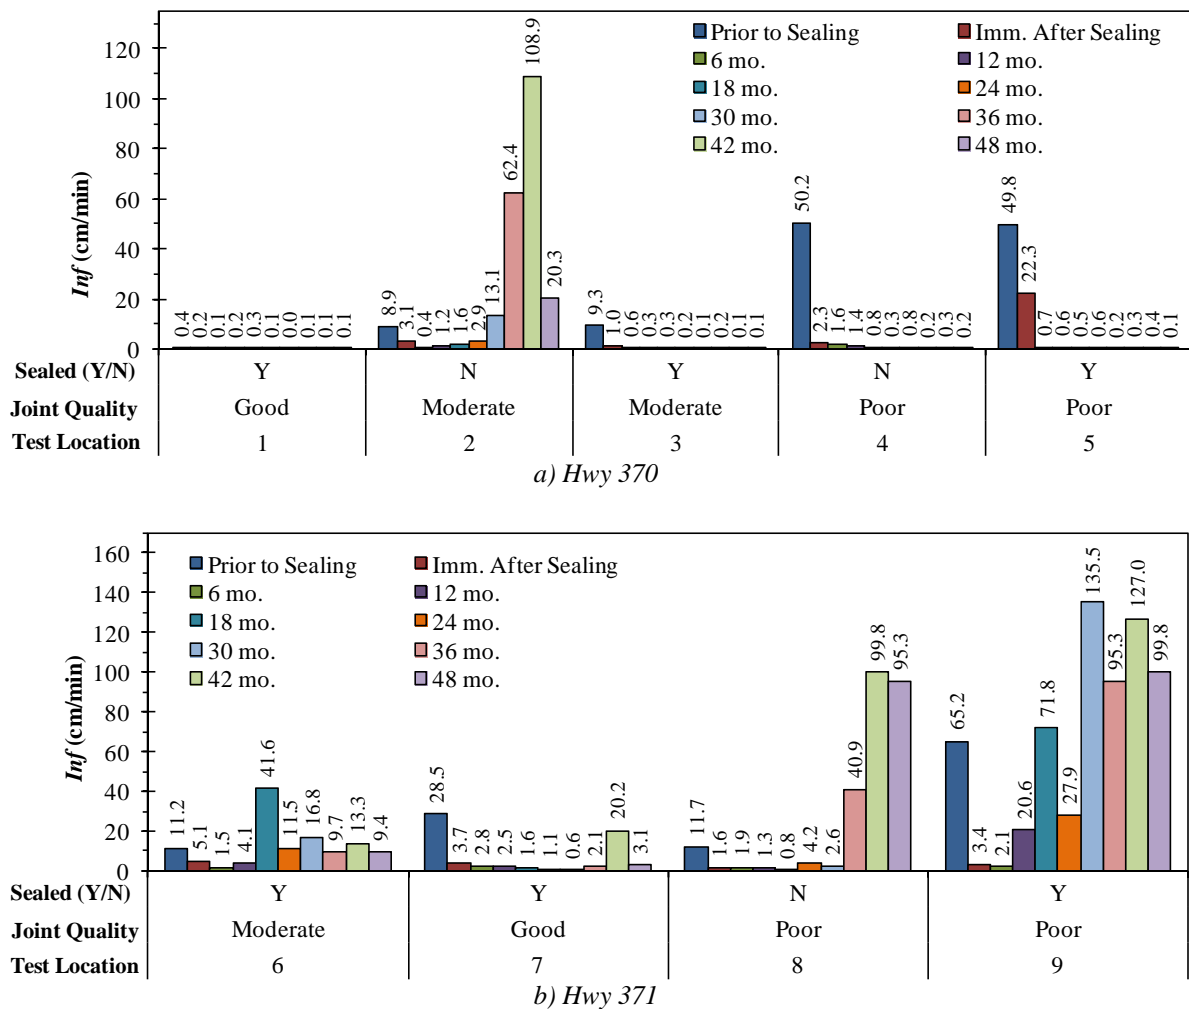 120
100
80
60
40
20
0
Inf (cm/min)
Prior to Sealing
Imm. After Sealing
6 mo.
12 mo.
18 mo.
24 mo.
30 mo.
36 mo.
42 mo.
48 mo.
0.4 0.2 0.1 0.2 0.3 0.1 0.0 0.1 0.1 0.1
8.9 3.1 0.4 1.2 1.6 2.9 13.1 62.4 108.9 20.3
9.3 1.0 0.6 0.3 0.3 0.2 0.1 0.2 0.1 0.1
50.2 2.3 1.6 1.4 0.8 0.3 0.8 0.2 0.3 0.2
49.8 22.3 0.7 0.6 0.5 0.6 0.2 0.3 0.4 0.1
Sealed (Y/N) Y N Y N Y
Joint Quality Good Moderate Moderate Poor Poor
Test Location 1 2 3 4 5
a) Hwy 370
160
140
120
100
80
60
40
20
0
Inf (cm/min)
Prior to Sealing
Imm. After Sealing
6 mo.
12 mo.
18 mo.
24 mo.
30 mo.
36 mo.
42 mo.
48 mo.
11.2 5.1 1.5 4.1 41.6 11.5 16.8 9.7 13.3 9.4
28.5 3.7 2.8 2.5 1.6 1.1 0.6 2.1 20.2 3.1
11.7 1.6 1.9 1.3 0.8 4.2 2.6 40.9 99.8 95.3
65.2 3.4 2.1 20.6 71.8 27.9 135.5 95.3 127.0 99.8
Sealed (Y/N) Y Y N Y
Joint Quality Moderate Good Poor Poor
Test Location 6 7 8 9
b) Hwy 371